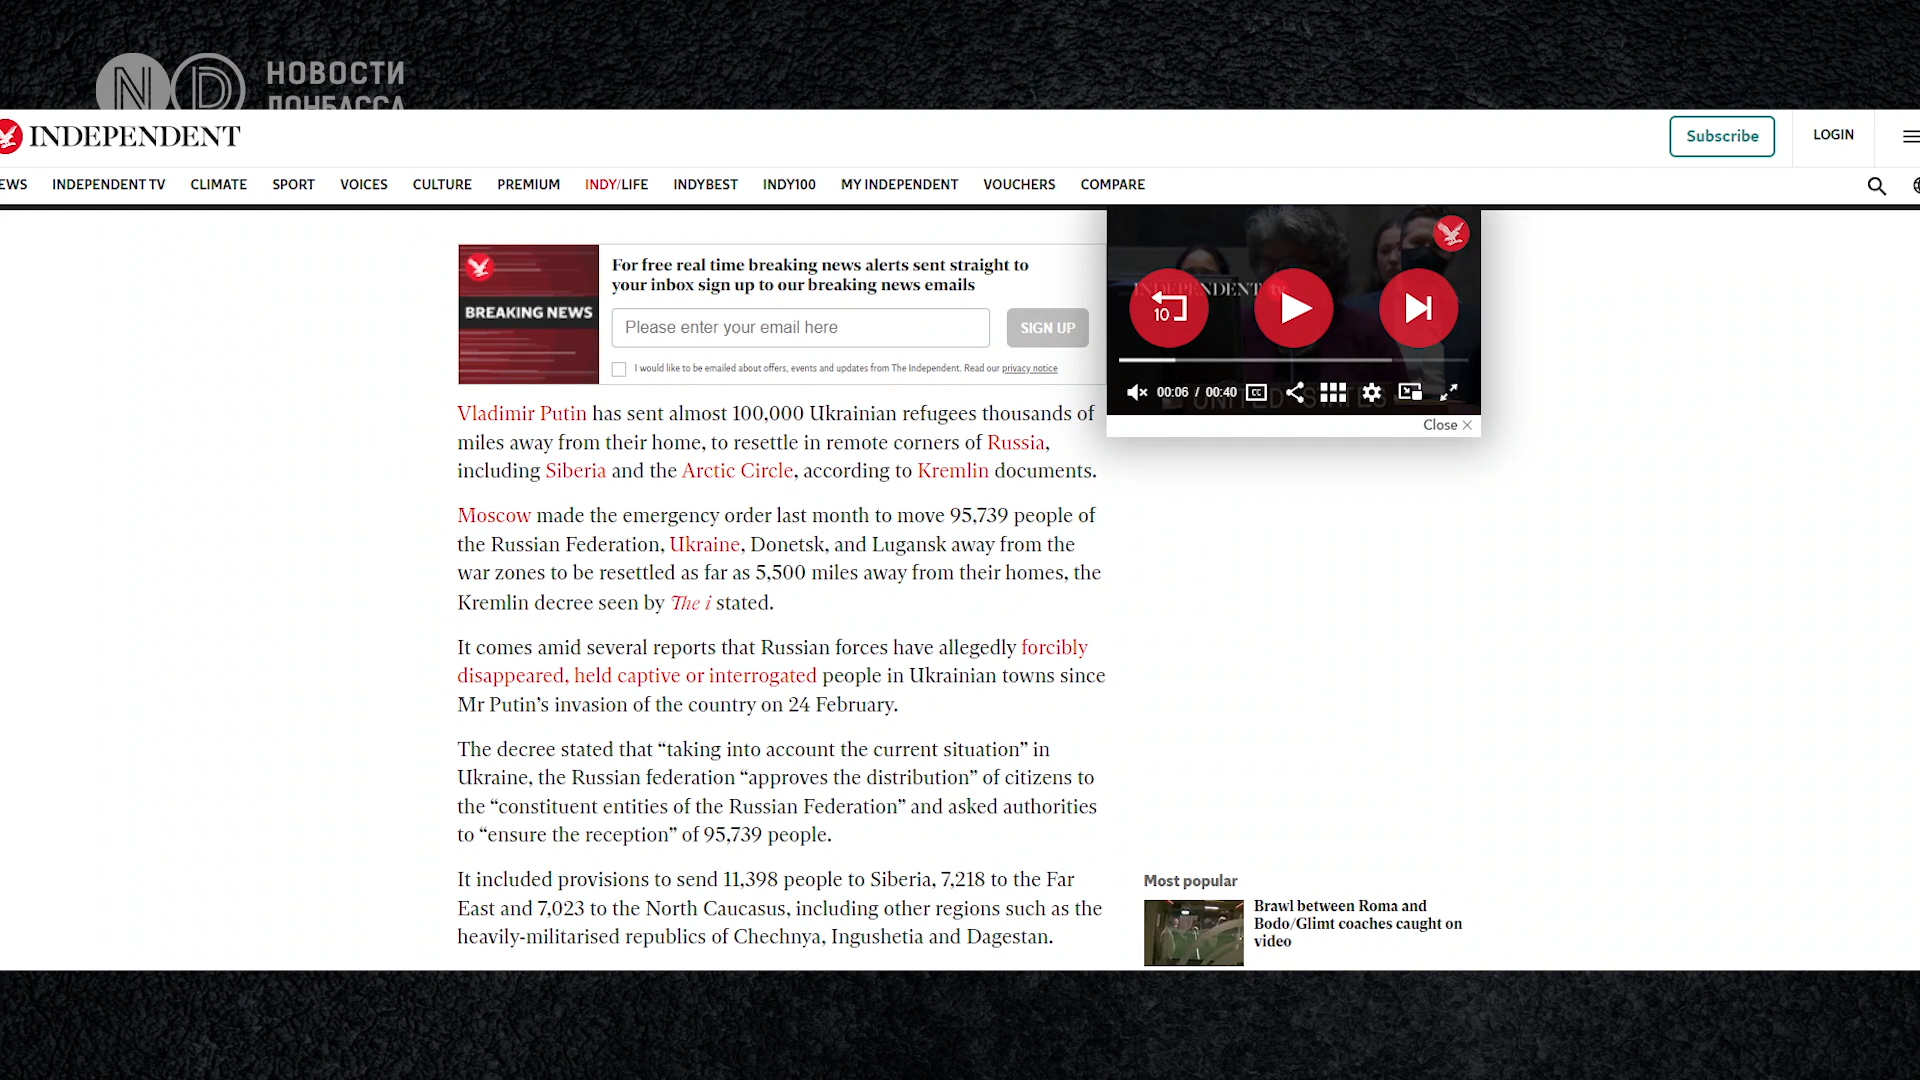 ND НОВОСТИ
ДОНБАССА
INDEPENDENT
Subscribe
LOGIN
EWS INDEPENDENT TV CLIMATE SPORT VOICES CULTURE PREMIUM INDY/LIFE INDYBEST INDY100 MY INDEPENDENT VOUCHERS COMPARE
BREAKING NEWS
For free real time breaking news alerts sent straight to
your inbox sign up to our breaking news emails
Please enter your email here
SIGN UP
I would like to be emailed about offers, events and updates from The Independent. Read our privacy notice
INDEPENDENT tv
10
00:06 / 00:40
CC
UNITED STATES
Close
Vladimir Putin has sent almost 100,000 Ukrainian refugees thousands of
miles away from their home, to resettle in remote corners of Russia,
including Siberia and the Arctic Circle, according to Kremlin documents.
Moscow made the emergency order last month to move 95,739 people of
the Russian Federation, Ukraine, Donetsk, and Lugansk away from the
war zones to be resettled as far as 5,500 miles away from their homes, the
Kremlin decree seen by The i stated.
It comes amid several reports that Russian forces have allegedly forcibly
disappeared, held captive or interrogated people in Ukrainian towns since
Mr Putin’s invasion of the country on 24 February.
The decree stated that “taking into account the current situation” in
Ukraine, the Russian federation “approves the distribution” of citizens to
the “constituent entities of the Russian Federation” and asked authorities
to “ensure the reception” of 95,739 people.
It included provisions to send 11,398 people to Siberia, 7,218 to the Far
East and 7,023 to the North Caucasus, including other regions such as the
heavily-militarised republics of Chechnya, Ingushetia and Dagestan.
Most popular
Brawl between Roma and
Bodo/Glimt coaches caught on
video